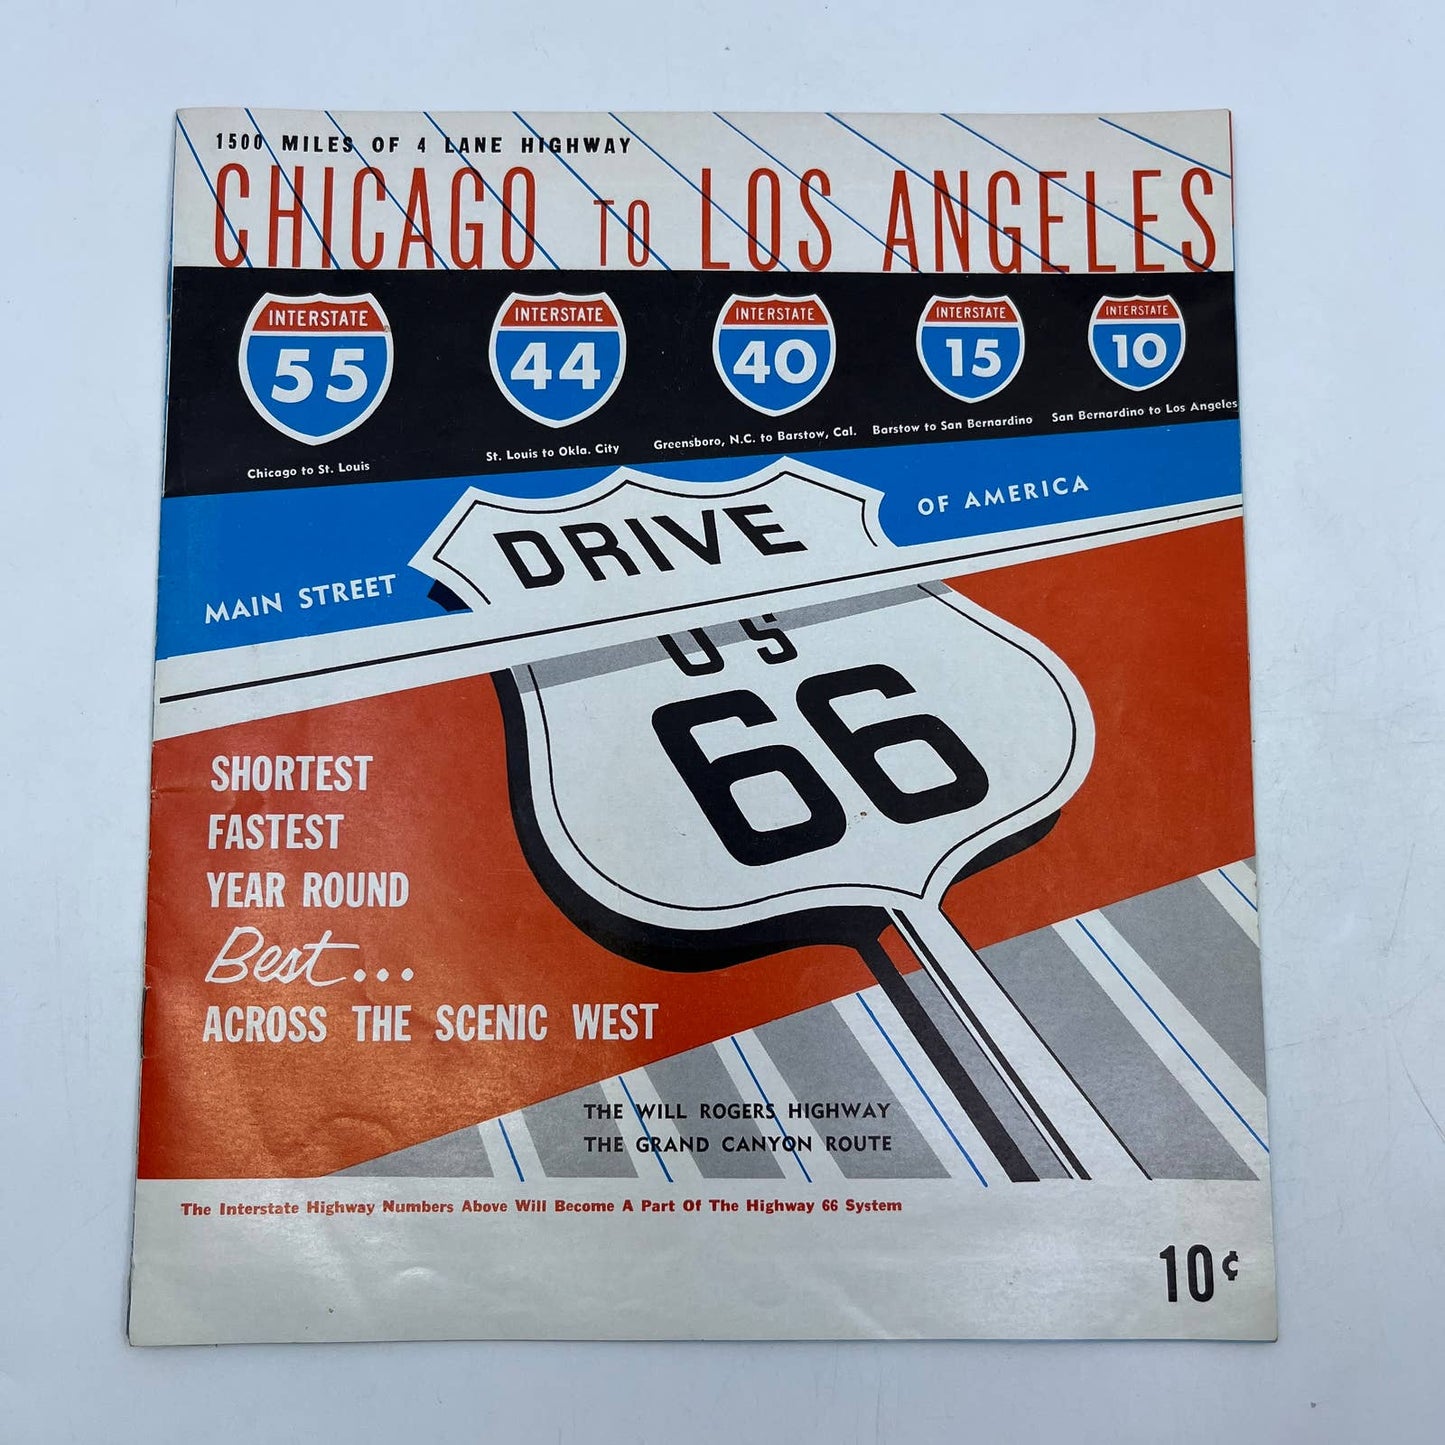 1500 MILES OF 4 LANE HIGHWAY
CHICAGO TO LOS ANGELES
INTERSTATE
55
Chicago to St. Louis
INTERSTATE
44
St. Louis to Okla. City
INTERSTATE
40
Greensboro, N.C. to Barstow, Cal.
INTERSTATE
15
Barstow to San Bernardino
INTERSTATE
10
San Bernardino to Los Angeles
MAIN STREET
OF AMERICA
DRIVE
US
66
SHORTEST
FASTEST
YEAR ROUND
Best...
ACROSS THE SCENIC WEST
THE WILL ROGERS HIGHWAY
THE GRAND CANYON ROUTE
The Interstate Highway Numbers Above Will Become A Part Of The Highway 66 System
10¢